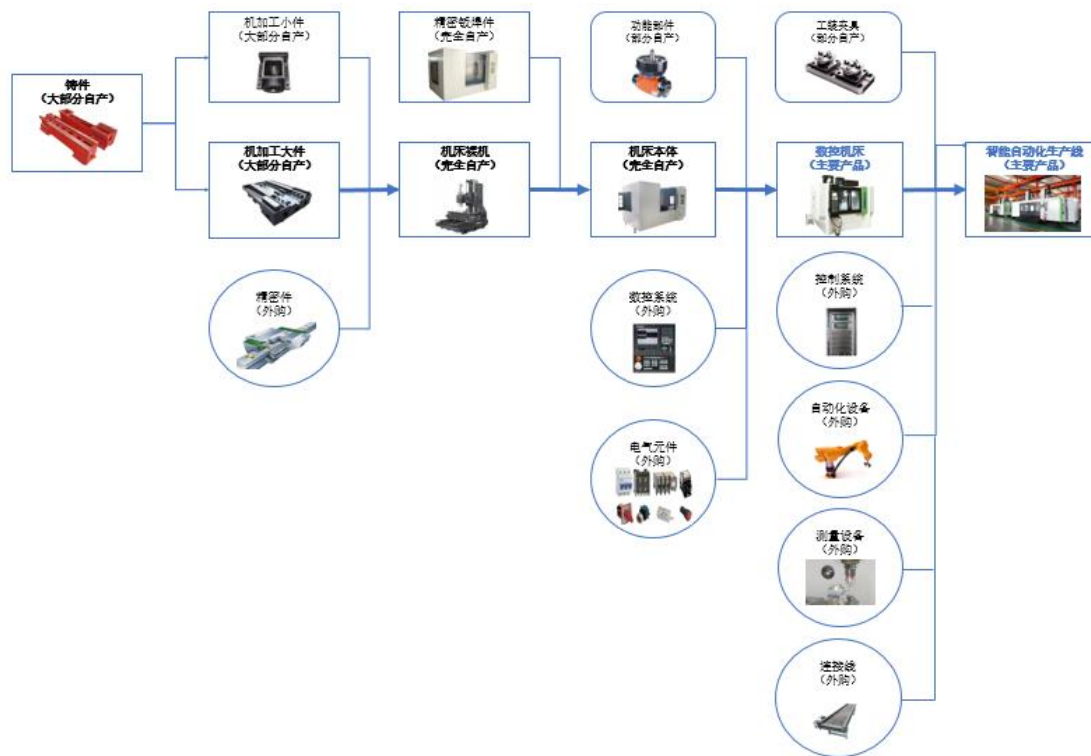 机加工小件
（大部分自产）
精密钣焊件
（完全自产）
功能部件
（部分自产）
工装夹具
（部分自产）
铸件
（大部分自产）
机加工大件
（大部分自产）
机床裸机
（完全自产）
机床本体
（完全自产）
数控机床
（主要产品）
智能自动化生产线
（主要产品）
精密件
（外购）
数控系统
（外购）
控制系统
（外购）
电气元件
（外购）
自动化设备
（外购）
测量设备
（外购）
连接线
（外购）